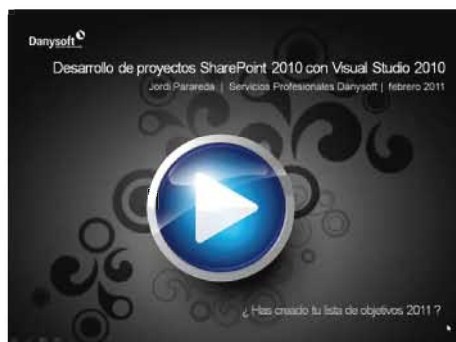 Danysoft
Desarrollo de proyectos SharePoint 2010 con Visual Studio 2010
Jordi Parareda | Servicios Profesionales Danysoft | febrero 2011
¿ Has creado tu lista de objetivos 2011 ?